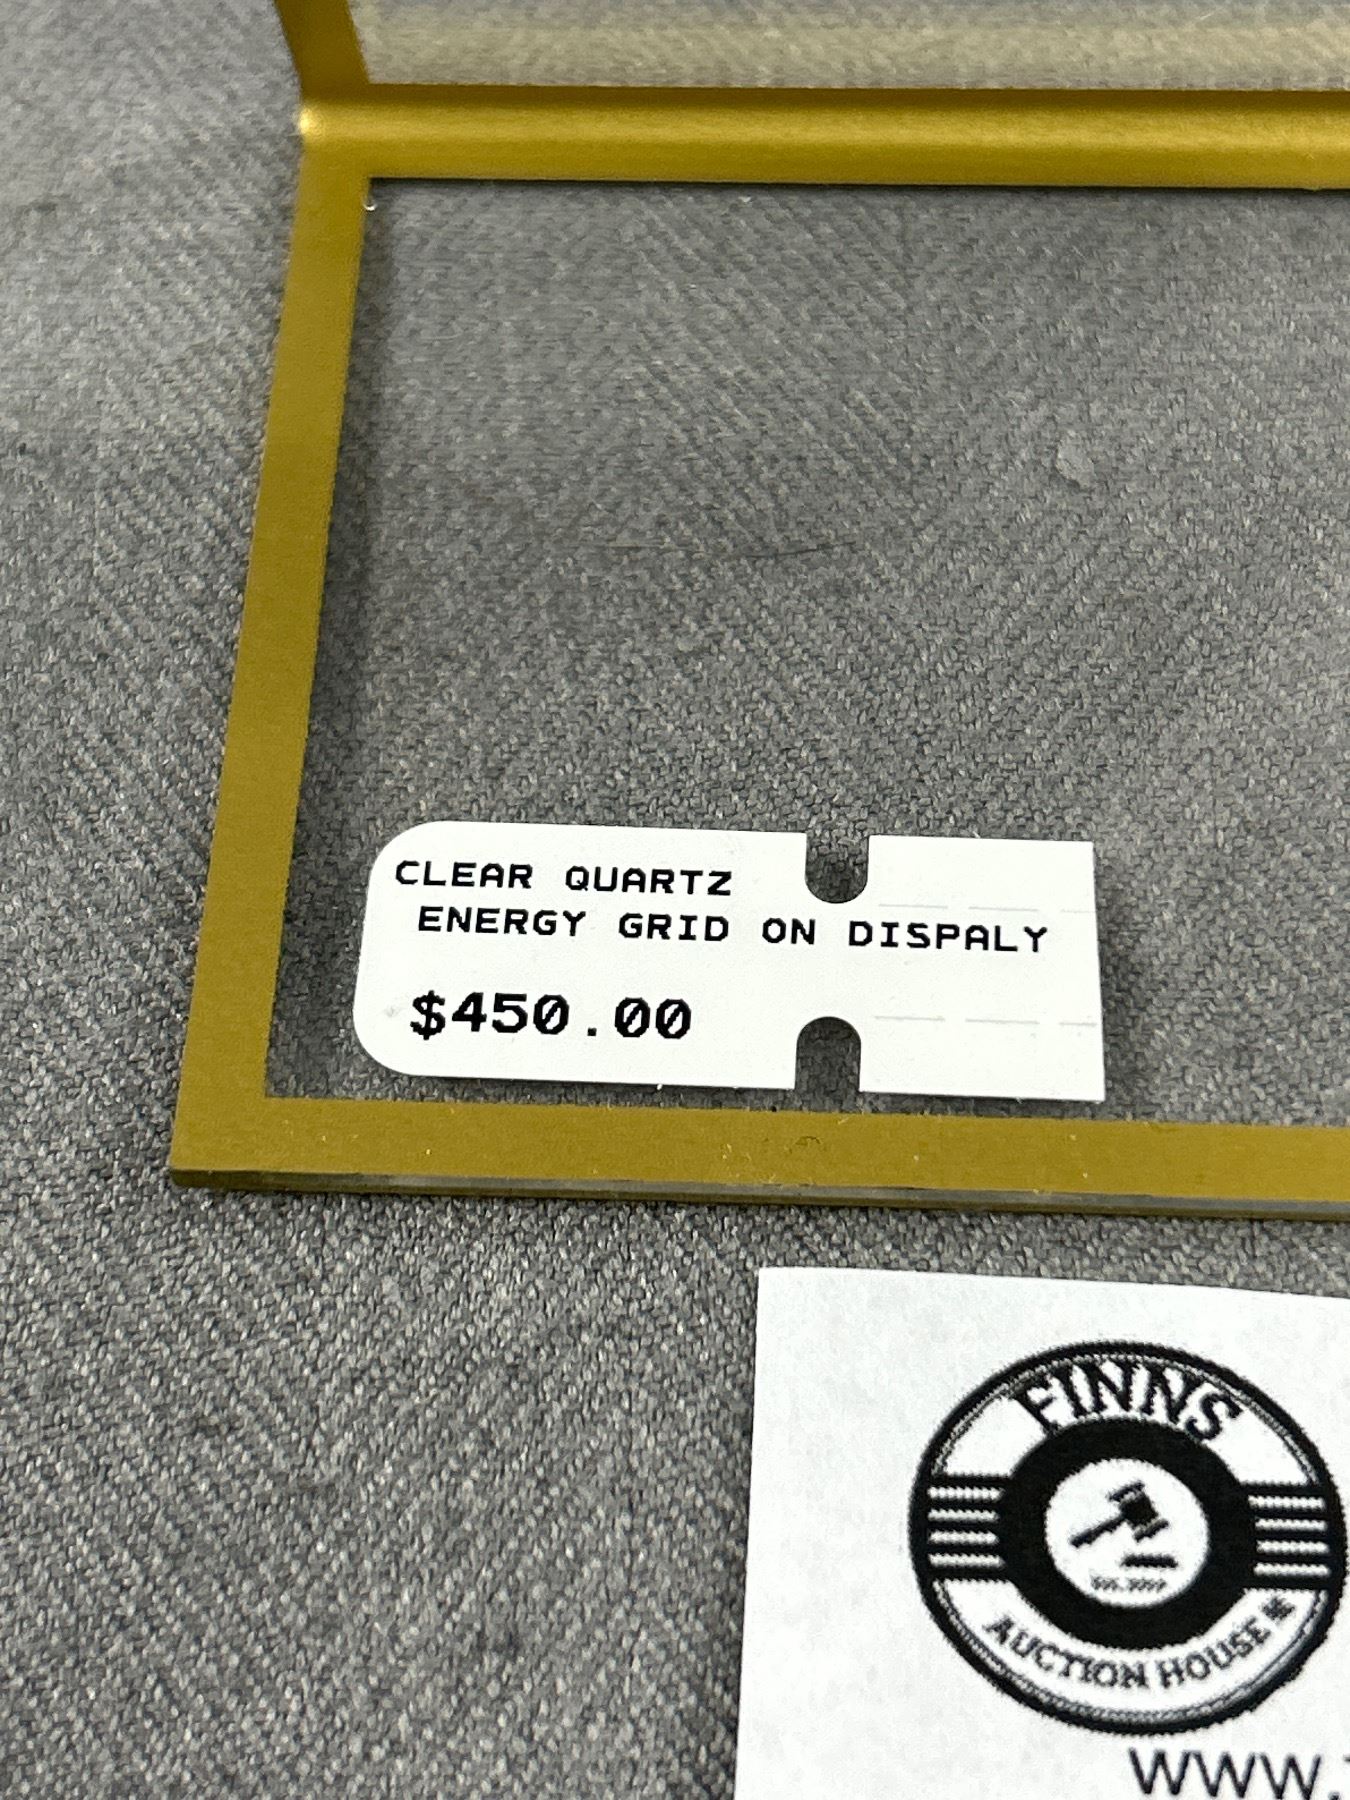 CLEAR QUARTZ
ENERGY GRID ON DISPALY
$450.00
FINNS
AUCTION HOUSE
WWW.